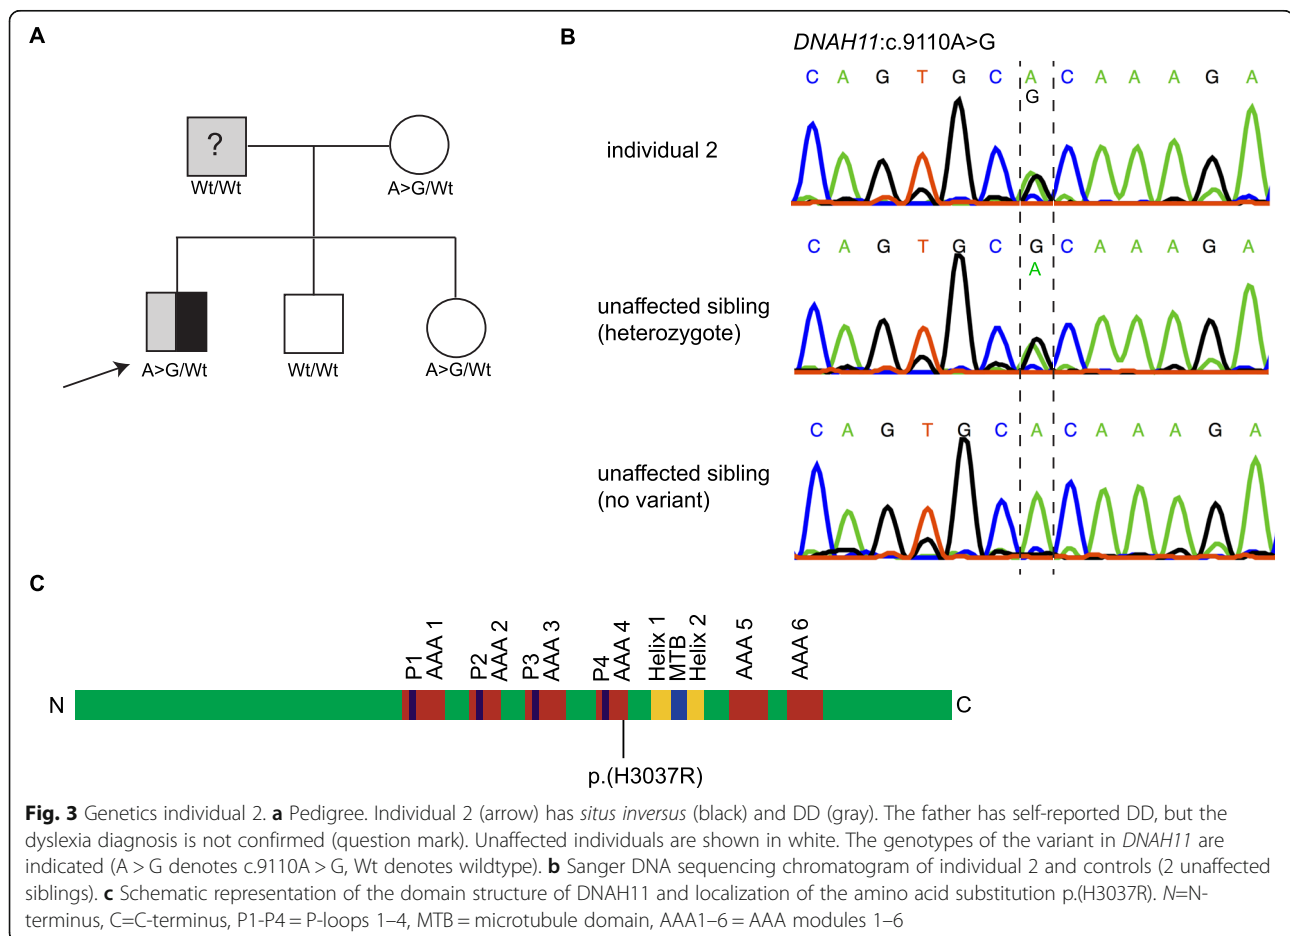 A
?
Wt/Wt
A>G/Wt
A>G/Wt
Wt/Wt
A>G/Wt
B
DNAH11:c.9110A>G
C A G T G C A C A A A G A
G
individual 2
C A G T G C G C A A A G A
A
unaffected sibling
(heterozygote)
C A G T G C A C A A A G A
unaffected sibling
(no variant)
C
P1
AAA 1
P2
AAA 2
P3
AAA 3
P4
AAA 4
Helix 1
MTB
Helix 2
AAA 5
AAA 6
N
C
p.(H3037R)
Fig. 3 Genetics individual 2. a Pedigree. Individual 2 (arrow) has situs inversus (black) and DD (gray). The father has self-reported DD, but the
dyslexia diagnosis is not confirmed (question mark). Unaffected individuals are shown in white. The genotypes of the variant in DNAH11 are
indicated (A > G denotes c.9110A > G, Wt denotes wildtype). b Sanger DNA sequencing chromatogram of individual 2 and controls (2 unaffected
siblings). c Schematic representation of the domain structure of DNAH11 and localization of the amino acid substitution p.(H3037R). N=N-
terminus, C=C-terminus, P1-P4 = P-loops 1–4, MTB = microtubule domain, AAA1–6 = AAA modules 1–6